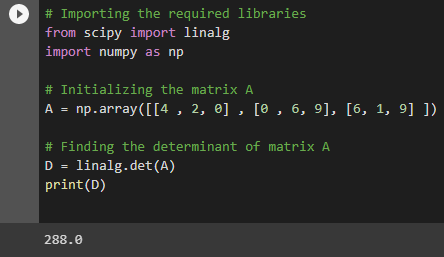 # Importing the required libraries
from scipy import linalg
import numpy as np
# Initializing the matrix A
A = np.array([[4 , 2, 0] , [0 , 6, 9], [6, 1, 9] ])
# Finding the determinant of matrix A
D = linalg.det(A)
print(D)
288.0